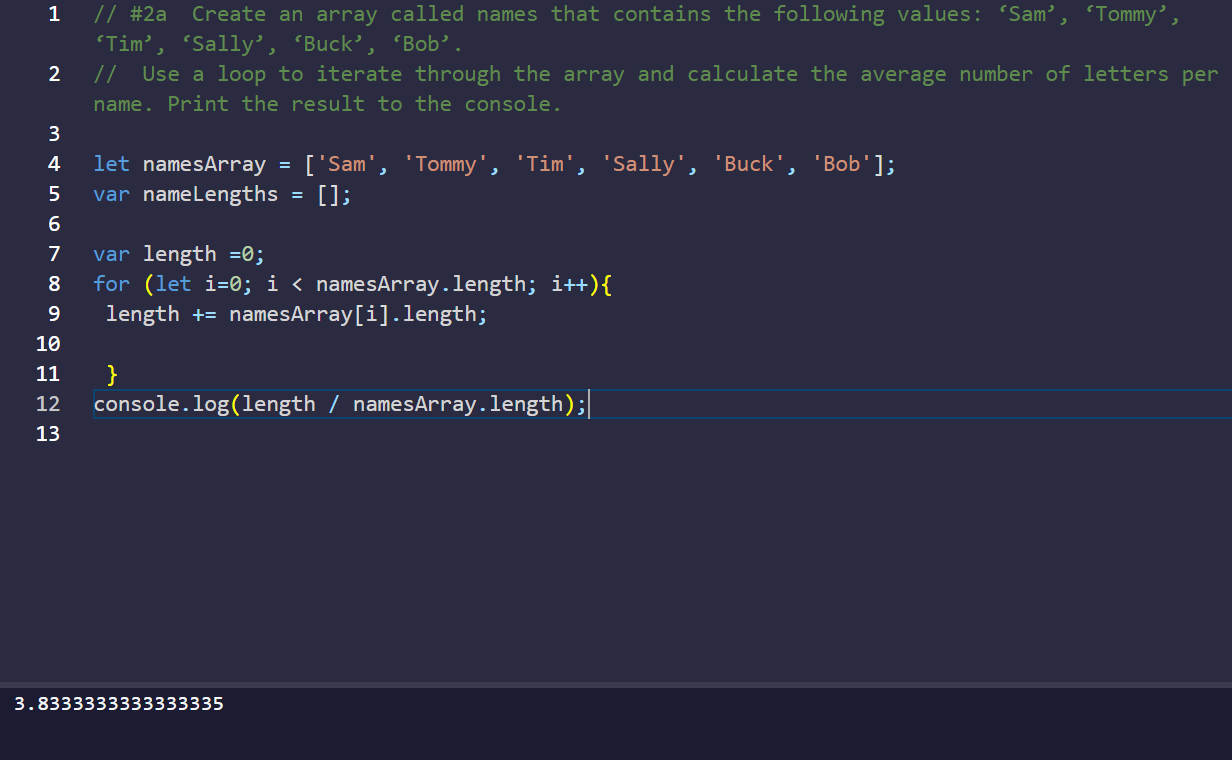 1 // #2a  Create an array called names that contains the following values: ‘Sam’, ‘Tommy’,
‘Tim’, ‘Sally’, ‘Buck’, ‘Bob’.
2 //  Use a loop to iterate through the array and calculate the average number of letters per
name. Print the result to the console.
3
4 let namesArray = ['Sam', 'Tommy', 'Tim', 'Sally', 'Buck', 'Bob'];
5 var nameLengths = [];
6
7 var length =0;
8 for (let i=0; i < namesArray.length; i++){
9  length += namesArray[i].length;
10
11  }
12 console.log(length / namesArray.length);
13
3.8333333333333335